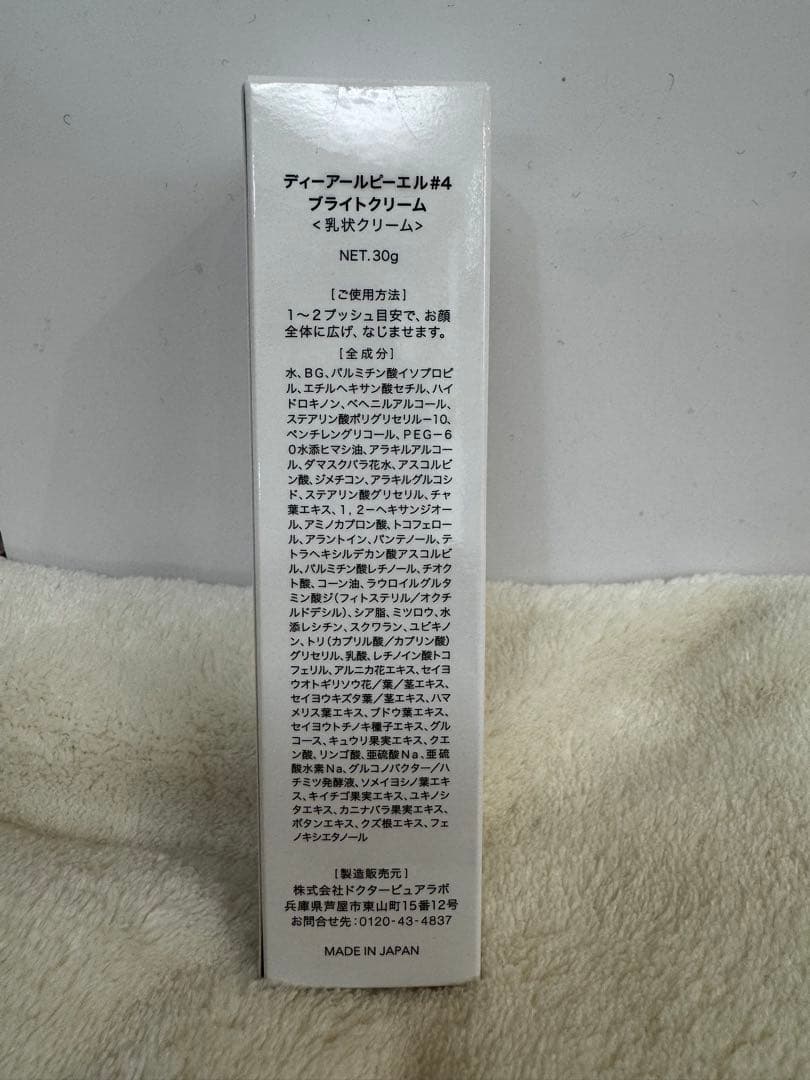 ディーアールピーエル#4
ブライトクリーム
<乳状クリーム>
NET.30g
[ご使用方法]
1〜2プッシュ目安で、お顔
全体に広げ、なじませます。
[全成分]
水、BG、パルミチン酸イソプロピ
ル、エチルヘキサン酸セチル、ハイ
ドロキノン、ベヘニルアルコール、
ステアリン酸ポリグリセリル−10、
ペンチレングリコール、PEG−6
0水添ヒマシ油、アラキルアルコー
ル、ダマスクバラ花水、アスコルビ
ン酸、ジメチコン、アラキルグルコシ
ド、ステアリン酸グリセリル、チャ
葉エキス、1,2−ヘキサンジオー
ル、アミノカプロン酸、トコフェロー
ル、アラントイン、パンテノール、テ
トラヘキシルデカン酸アスコルビ
ル、パルミチン酸レチノール、チオク
ト酸、コーン油、ラウロイルグルタ
ミン酸ジ(フィトステリル/オクチ
ルドデシル)、シア脂、ミツロウ、水
添レシチン、スクワラン、ユビキノ
ン、トリ(カプリル酸/カプリン酸)
グリセリル、乳酸、レチノイン酸トコ
フェリル、アルニカ花エキス、セイヨ
ウオトギリソウ花/葉/茎エキス、
セイヨウキズタ葉/茎エキス、ハマ
メリス葉エキス、ブドウ葉エキス、
セイヨウトチノキ種子エキス、グル
コース、キュウリ果実エキス、クエ
ン酸、リンゴ酸、亜硫酸Na、亜硫
酸水素Na、グルコノバクター/ハ
チミツ発酵液、ソメイヨシノ葉エキ
ス、キイチゴ果実エキス、ユキノシ
タエキス、カニナバラ果実エキス、
ボタンエキス、クズ根エキス、フェ
ノキシエタノール
[製造販売元]
株式会社ドクターピュアラボ
兵庫県芦屋市東山町15番12号
お問合せ先:0120-43-4837
MADE IN JAPAN